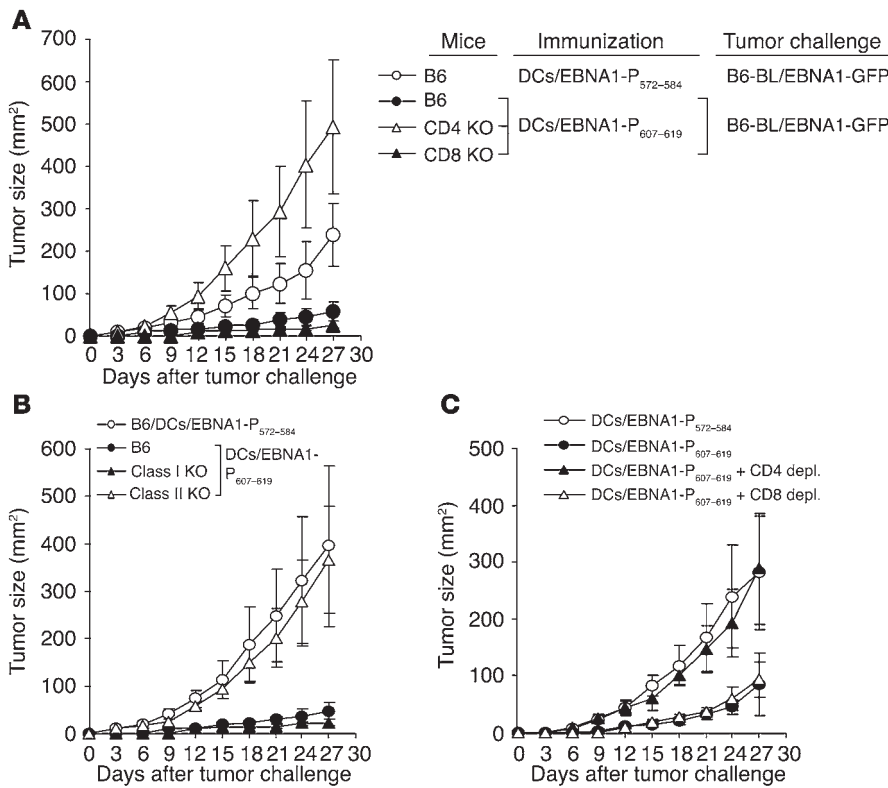 A
Mice Immunization Tumor challenge
B6 DCs/EBNA1-P572–584 B6-BL/EBNA1-GFP
B6
CD4 KO DCs/EBNA1-P607–619 B6-BL/EBNA1-GFP
CD8 KO
Tumor size (mm²)
700
600
500
400
300
200
100
0
0 3 6 9 12 15 18 21 24 27 30
Days after tumor challenge
B
B6/DCs/EBNA1-P572–584
B6 DCs/EBNA1-
Class I KO P607–619
Class II KO
Tumor size (mm²)
600
500
400
300
200
100
0
0 3 6 9 12 15 18 21 24 27 30
Days after tumor challenge
C
DCs/EBNA1-P572–584
DCs/EBNA1-P607–619
DCs/EBNA1-P607–619 + CD4 depl.
DCs/EBNA1-P607–619 + CD8 depl.
Tumor size (mm²)
500
400
300
200
100
0
0 3 6 9 12 15 18 21 24 27 30
Days after tumor challenge